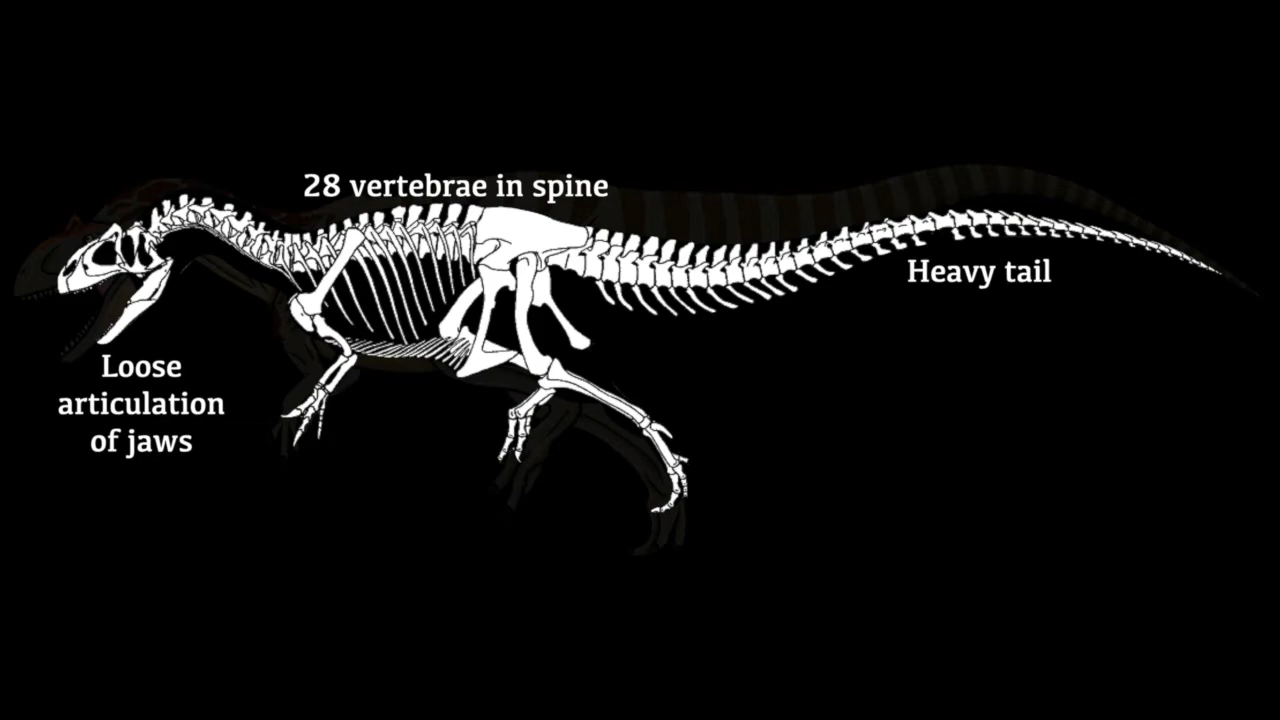 28 vertebrae in spine
Heavy tail
Loose
articulation
of jaws